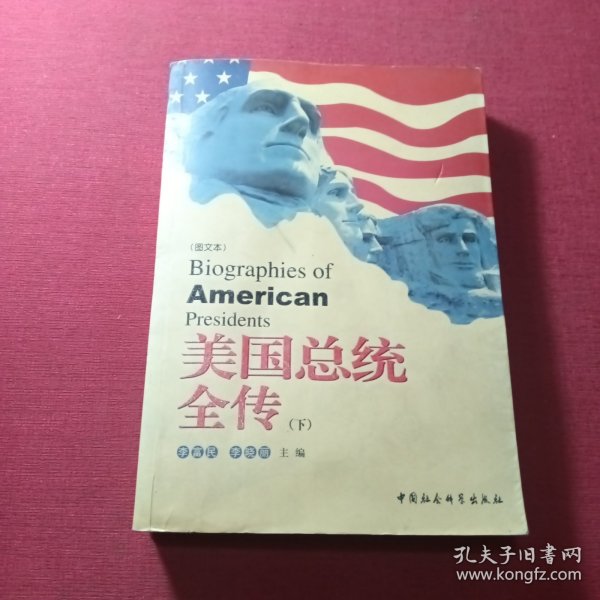 （图文本）
Biographies of
American
Presidents
美国总统
全传（下）
李富民 李晓丽 主编
中国社会科学出版社
孔夫子旧书网
www.kongfz.com